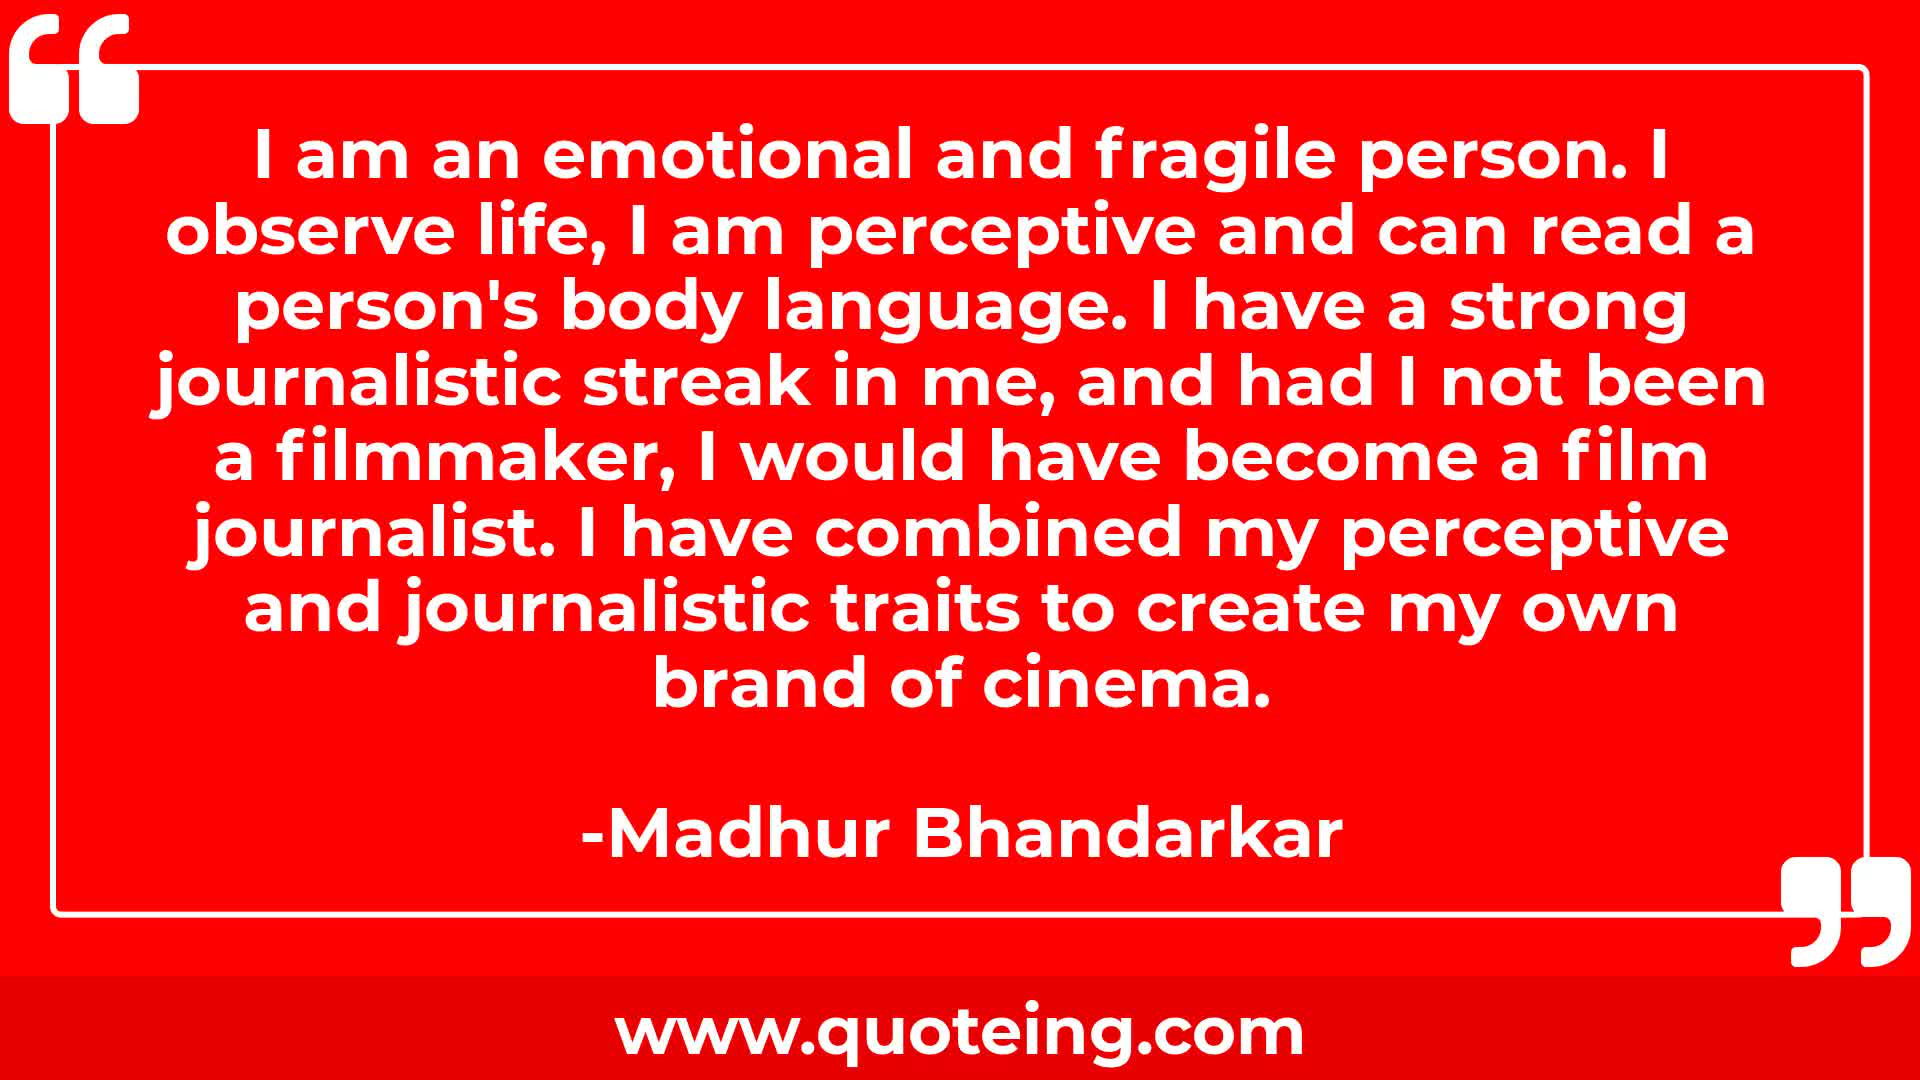 I am an emotional and fragile person. I
observe life, I am perceptive and can read a
person's body language. I have a strong
journalistic streak in me, and had I not been
a filmmaker, I would have become a film
journalist. I have combined my perceptive
and journalistic traits to create my own
brand of cinema.
-Madhur Bhandarkar
www.quoteing.com